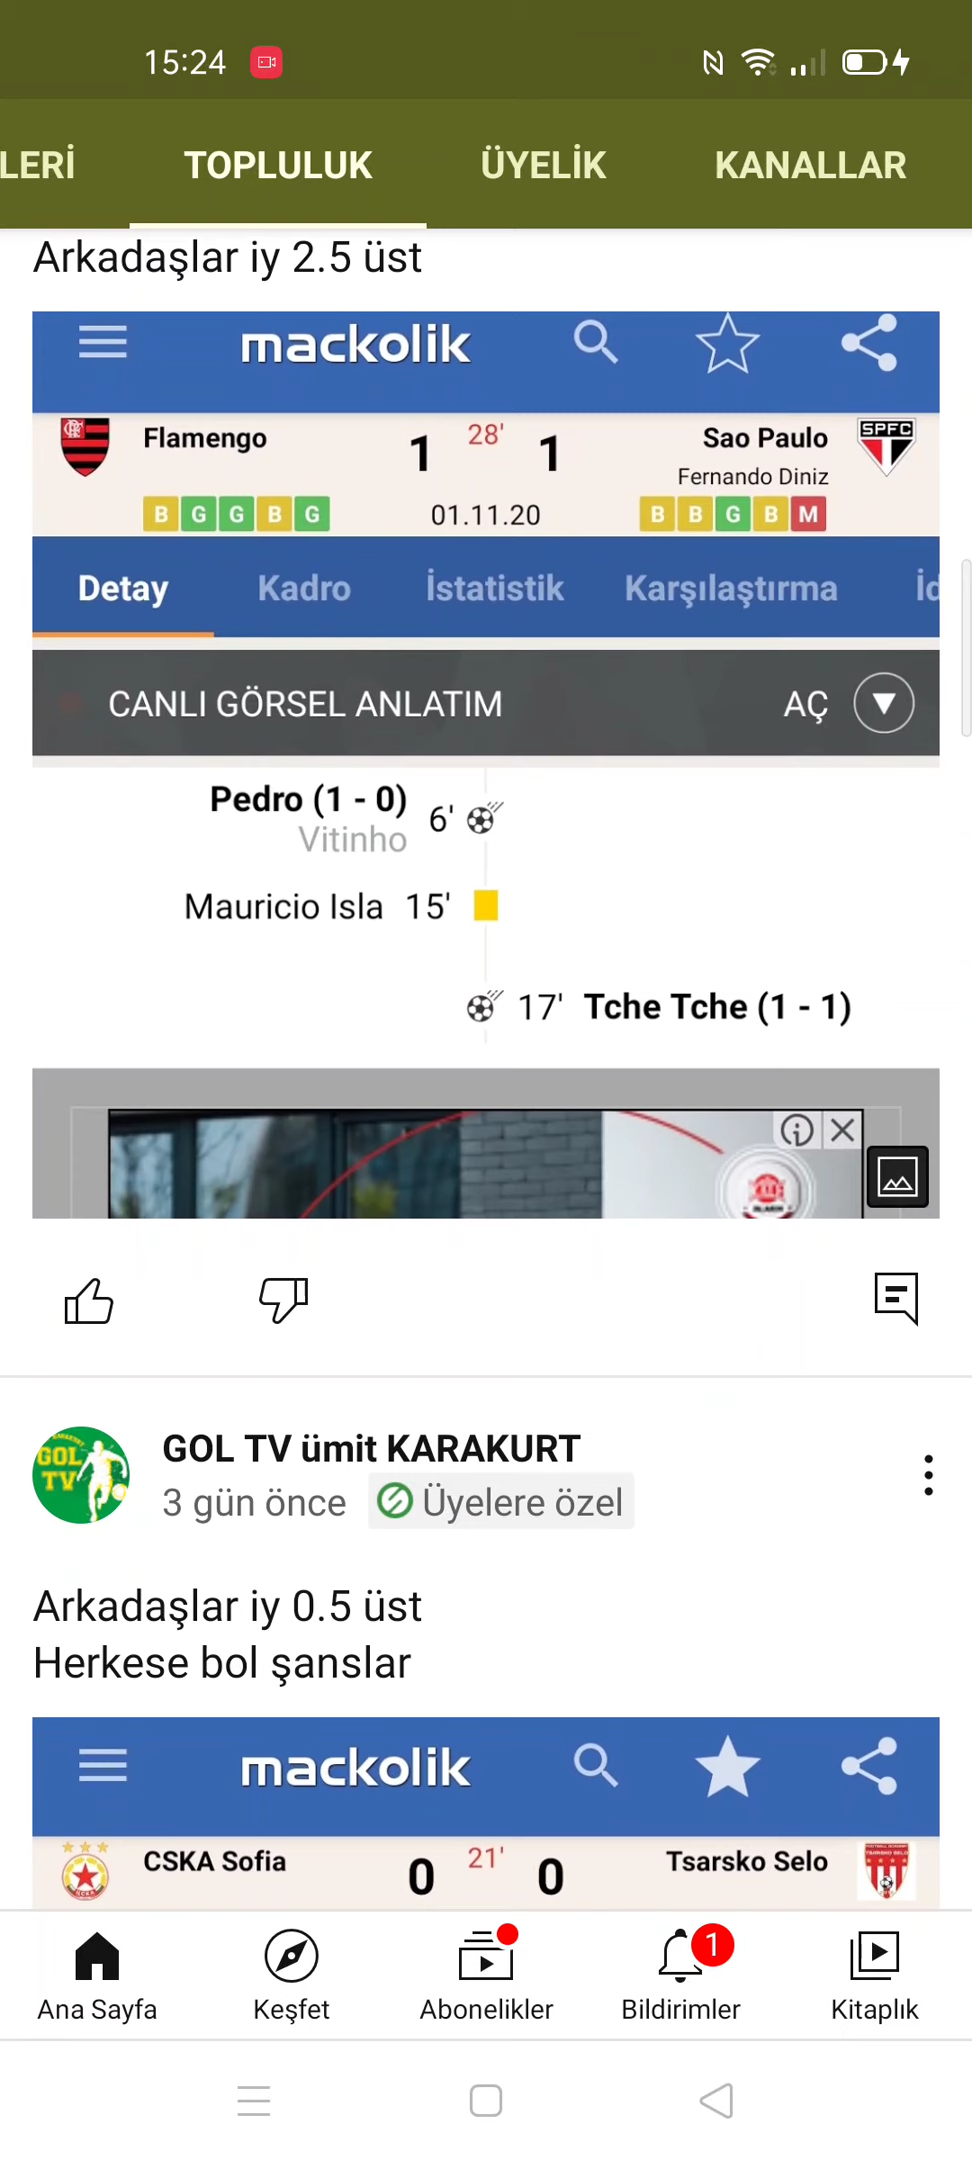 15:24
LERİ TOPLULUK ÜYELİK KANALLAR
Arkadaşlar iy 2.5 üst
mackolik
Flamengo 1 28' 1 Sao Paulo
Fernando Diniz
B G G B G 01.11.20 B B G B M
Detay Kadro İstatistik Karşılaştırma İd
CANLI GÖRSEL ANLATIM AÇ
Pedro (1 - 0) 6'
Vitinho
Mauricio Isla 15'
17' Tche Tche (1 - 1)
GOL TV ümit KARAKURT
3 gün önce Üyelere özel
Arkadaşlar iy 0.5 üst
Herkese bol şanslar
mackolik
CSKA Sofia 0 21' 0 Tsarsko Selo
1
Ana Sayfa Keşfet Abonelikler Bildirimler Kitaplık